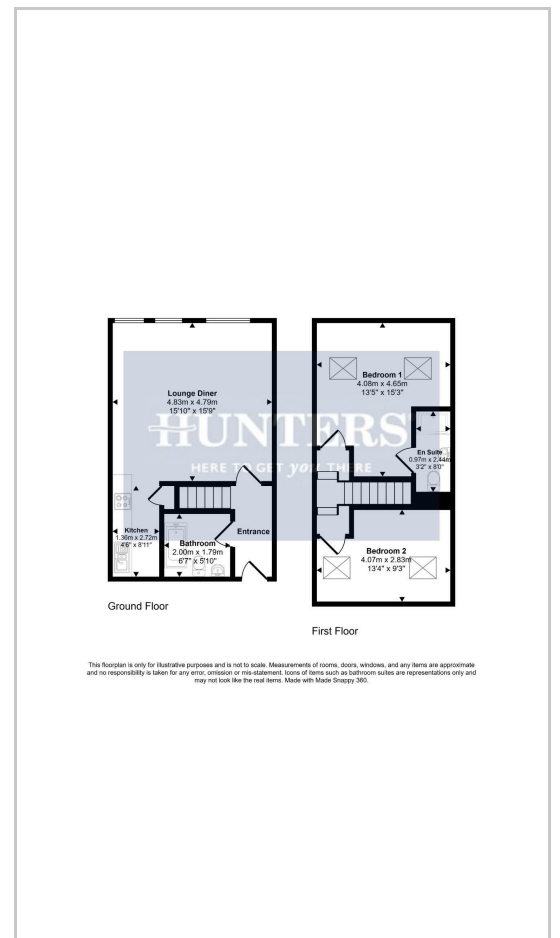 Lounge Diner
4.83m x 4.79m
15'10" x 15'9"
Kitchen
1.36m x 2.72m
4'6" x 8'11"
Bathroom
2.00m x 1.79m
6'7" x 5'10"
Entrance
Ground Floor
Bedroom 1
4.08m x 4.65m
13'5" x 15'3"
En Suite
0.97m x 2.44m
3'2" x 8'0"
Bedroom 2
4.07m x 2.83m
13'4" x 9'3"
First Floor
HUNTERS
HERE TO GET you THERE
This floorplan is only for illustrative purposes and is not to scale. Measurements of rooms, doors, windows, and any items are approximate
and no responsibility is taken for any error, omission or mis-statement. Icons of items such as bathroom suites are representations only and
may not look like the real items. Made with Made Snappy 360.